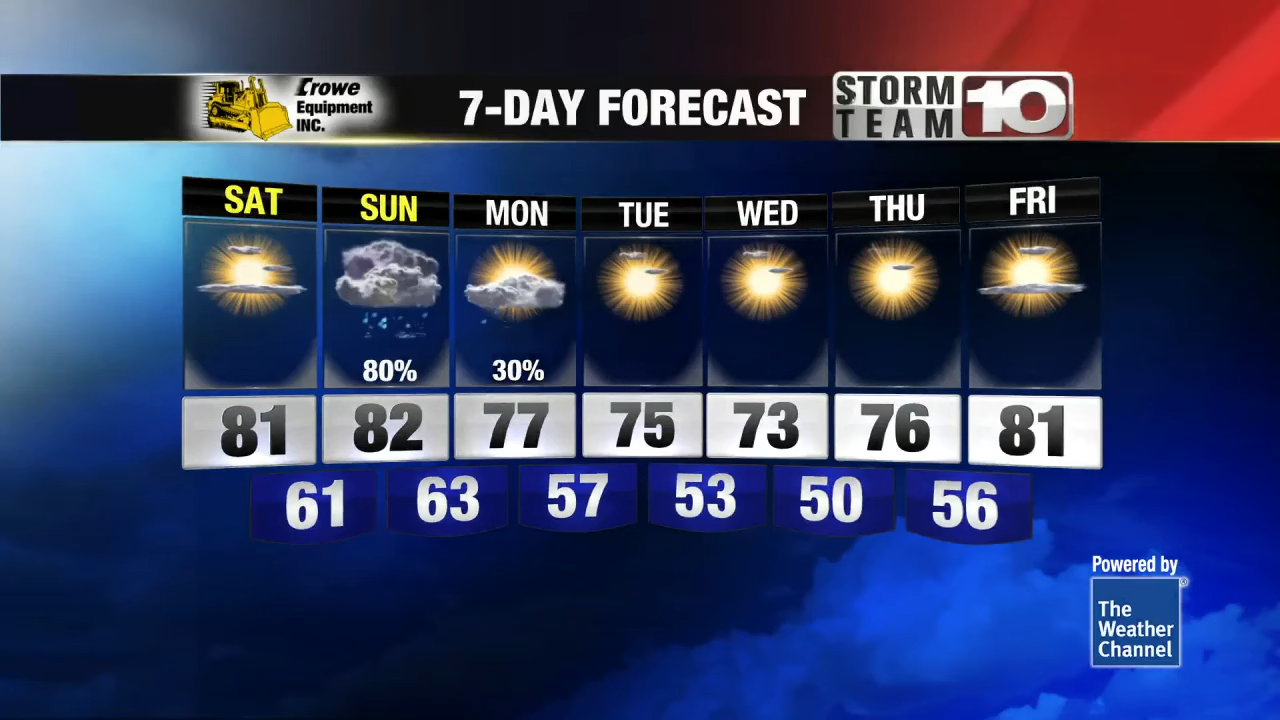 Crowe
Equipment
INC.
7-DAY FORECAST
STORM
TEAM
10
SAT SUN MON TUE WED THU FRI
80% 30%
81 82 77 75 73 76 81
61 63 57 53 50 56
Powered by
The
Weather
Channel
®